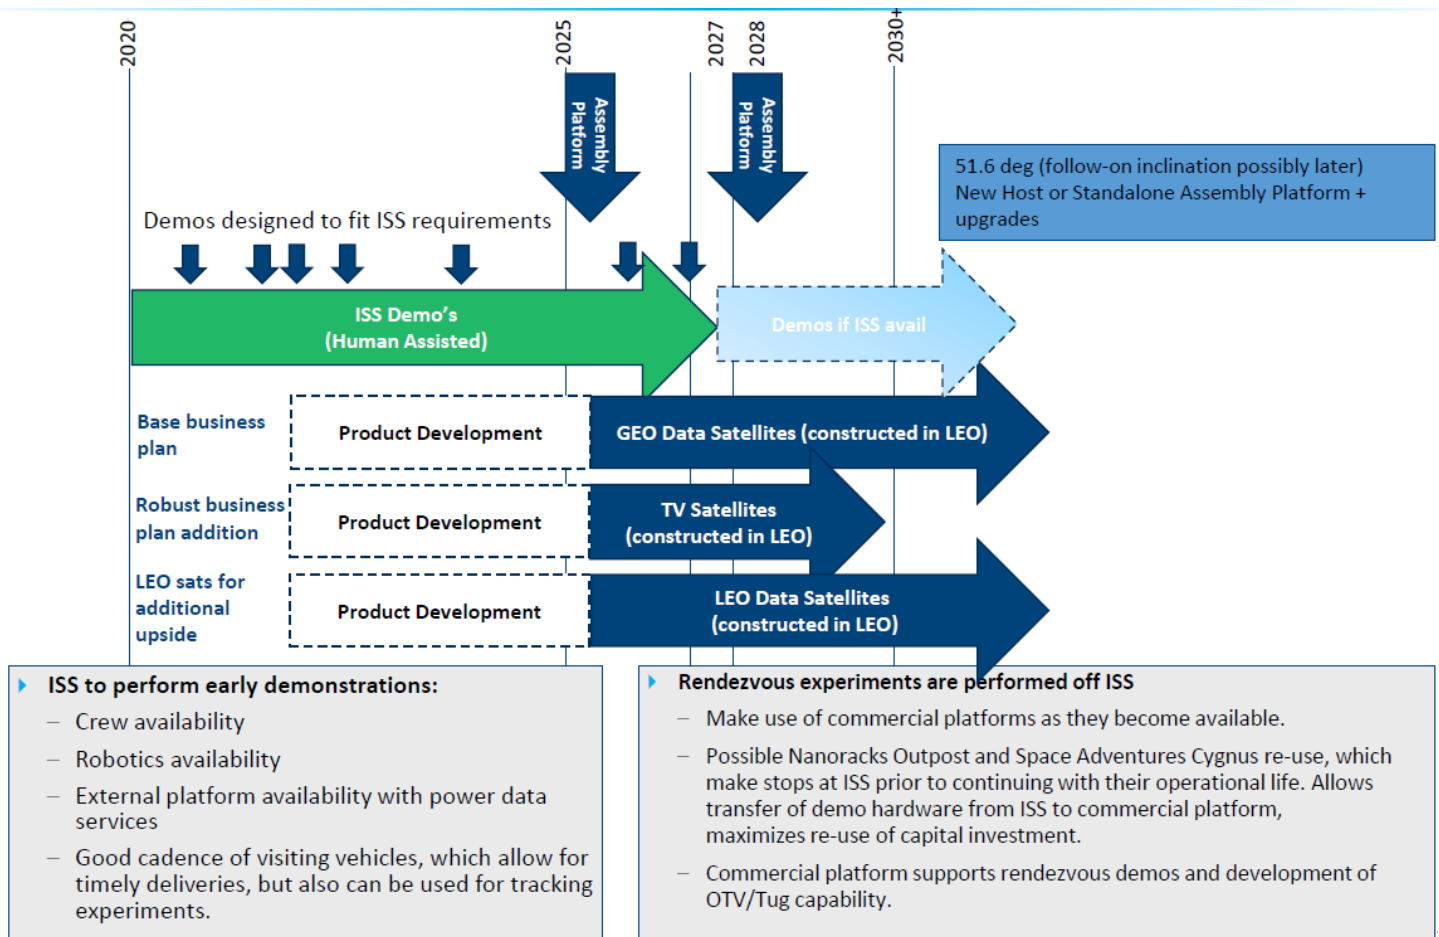 2020
2025
2027
2028
2030+
Assembly
Platform
Assembly
Platform
51.6 deg (follow-on inclination possibly later)
New Host or Standalone Assembly Platform +
upgrades
Demos designed to fit ISS requirements
ISS Demo’s
(Human Assisted)
Demos if ISS avail
Base business
plan
Product Development
GEO Data Satellites (constructed in LEO)
Robust business
plan addition
Product Development
TV Satellites
(constructed in LEO)
LEO sats for
additional
upside
Product Development
LEO Data Satellites
(constructed in LEO)
ISS to perform early demonstrations:
– Crew availability
– Robotics availability
– External platform availability with power data
services
– Good cadence of visiting vehicles, which allow for
timely deliveries, but also can be used for tracking
experiments.
Rendezvous experiments are performed off ISS
– Make use of commercial platforms as they become available.
– Possible Nanoracks Outpost and Space Adventures Cygnus re-use, which
make stops at ISS prior to continuing with their operational life. Allows
transfer of demo hardware from ISS to commercial platform,
maximizes re-use of capital investment.
– Commercial platform supports rendezvous demos and development of
OTV/Tug capability.